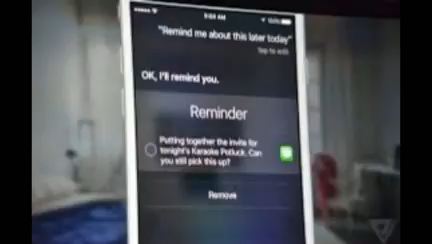 9:59 AM
"Remind me about this later today"
tap to edit
OK, I'll remind you.
Reminder
Putting together the invite for
tonight's Karaoke Potluck. Can
you still pick this up?
Remove